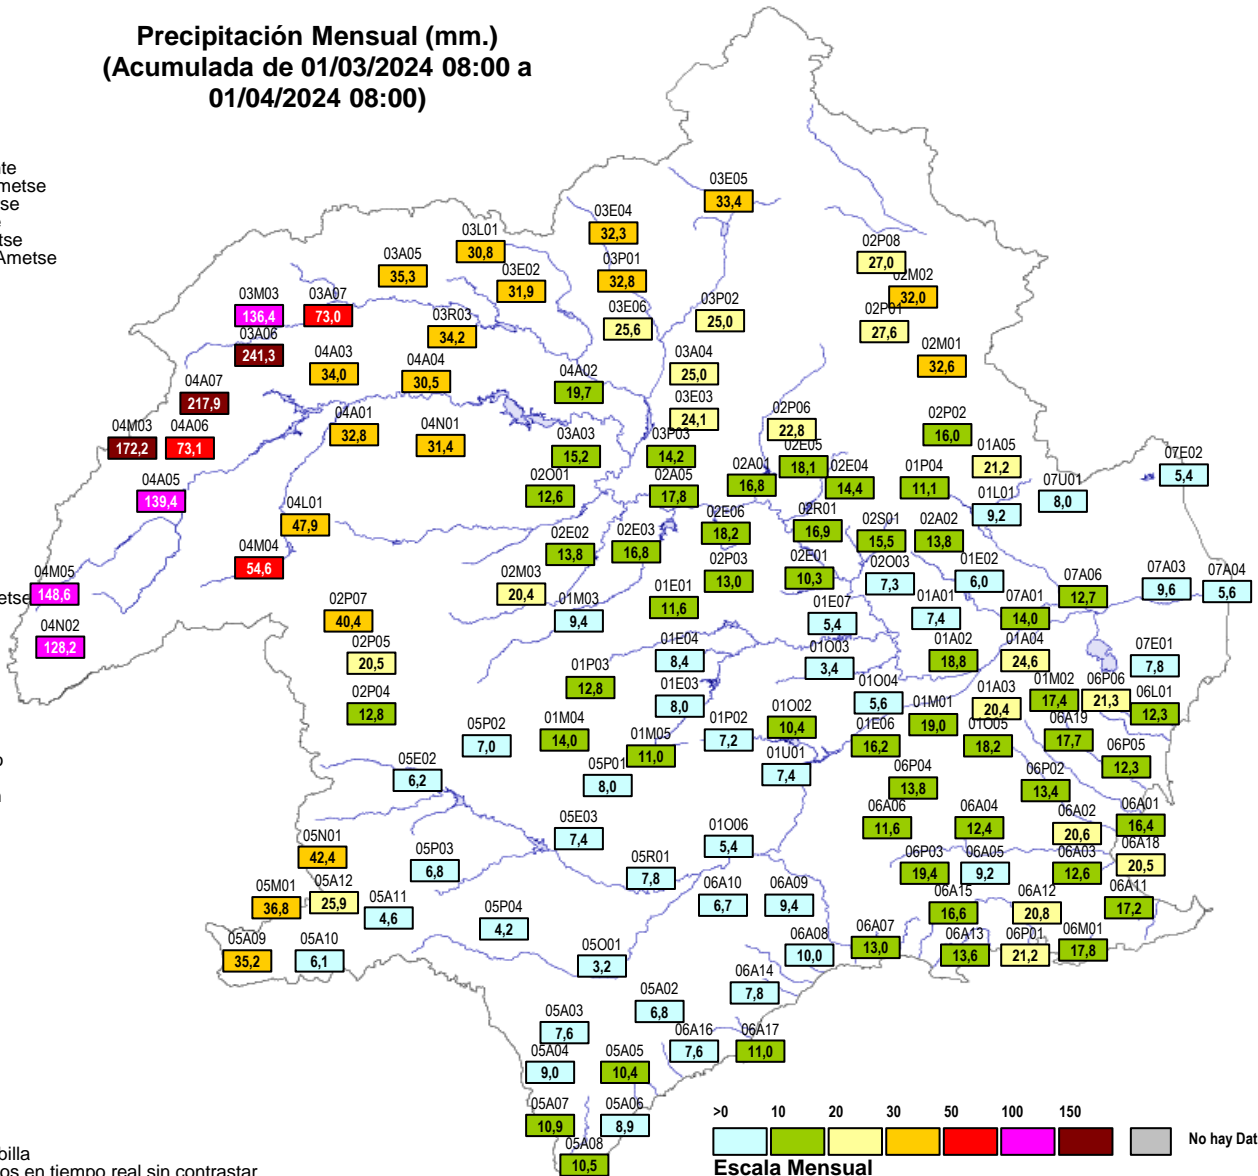 Precipitación Mensual (mm.)
(Acumulada de 01/03/2024 08:00 a
01/04/2024 08:00)
nte
metse
se
e
tse
Ametse
03E05
33,4
03E04
32,3
03L01
30,8
03A05
35,3
03E02
31,9
03P01
32,8
02P08
27,0
02M02
32,0
03M03
136,4
03A07
73,0
03R03
34,2
03E06
25,6
03P02
25,0
02P01
27,6
03A06
241,3
04A03
34,0
04A04
30,5
04A02
19,7
03A04
25,0
02M01
32,6
04A07
217,9
03E03
24,1
04M03
172,2
04A06
73,1
04A01
32,8
04N01
31,4
03A03
15,2
03P03
14,2
02P06
22,8
02P02
16,0
01A05
21,2
07E02
5,4
04A05
139,4
02O01
12,6
02A05
17,8
02A01
16,8
02E05
18,1
02E04
14,4
01P04
11,1
01L01
9,2
07U01
8,0
04L01
47,9
02E02
13,8
02E03
16,8
02E06
18,2
02R01
16,9
02S01
15,5
02A02
13,8
04M04
54,6
02M03
20,4
02P03
13,0
02E01
10,3
02O03
7,3
01E02
6,0
04M05
148,6
etse
02P07
40,4
01M03
9,4
01E01
11,6
01E07
5,4
01A01
7,4
07A01
14,0
07A06
12,7
07A03
9,6
07A04
5,6
04N02
128,2
02P05
20,5
01E04
8,4
01O03
3,4
01A02
18,8
01A04
24,6
07E01
7,8
02P04
12,8
01P03
12,8
01E03
8,0
01O04
5,6
01A03
20,4
01M02
17,4
06P06
21,3
06L01
12,3
05P02
7,0
01M04
14,0
01M05
11,0
01P02
7,2
01O02
10,4
01E06
16,2
01M01
19,0
01O05
18,2
06A19
17,7
06P05
12,3
05E02
6,2
05P01
8,0
01U01
7,4
06P04
13,8
06P02
13,4
05E03
7,4
01O06
5,4
06A06
11,6
06A04
12,4
06A02
20,6
06A01
16,4
05N01
42,4
05P03
6,8
05R01
7,8
06P03
19,4
06A05
9,2
06A03
12,6
06A18
20,5
05M01
36,8
05A12
25,9
05A11
4,6
05P04
4,2
06A10
6,7
06A09
9,4
06A15
16,6
06A12
20,8
06A11
17,2
05A09
35,2
05A10
6,1
05O01
3,2
06A08
10,0
06A07
13,0
06A13
13,6
06P01
21,2
06M01
17,8
05A02
6,8
06A14
7,8
05A03
7,6
06A16
7,6
06A17
11,0
05A04
9,0
05A05
10,4
05A07
10,9
05A06
8,9
05A08
10,5
>0 10 20 30 50 100 150
No hay Dat
Escala Mensual
billa
os en tiempo real sin contrastar